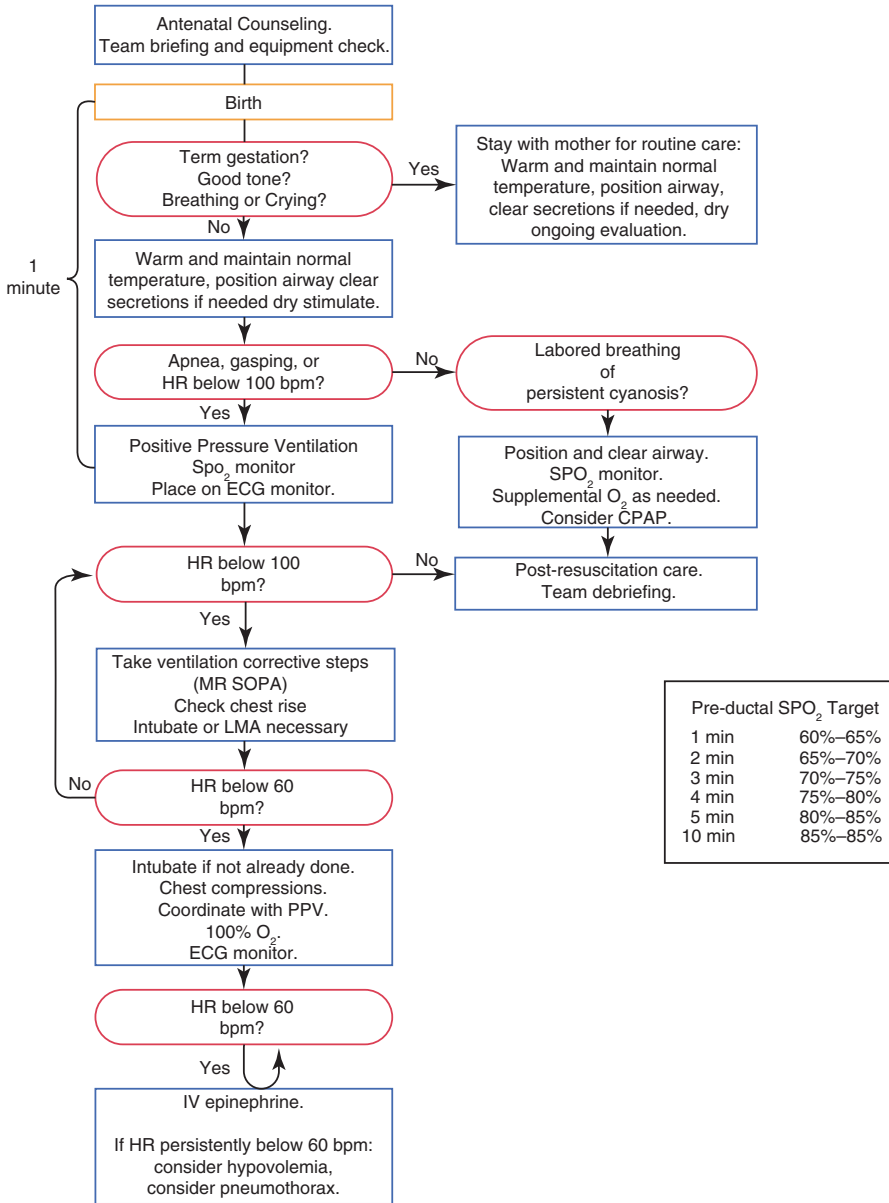 Antenatal Counseling.
Team briefing and equipment check.
Birth
Term gestation?
Good tone?
Breathing or Crying?
Yes
Stay with mother for routine care:
Warm and maintain normal
temperature, position airway,
clear secretions if needed, dry
ongoing evaluation.
No
1
minute
Warm and maintain normal
temperature, position airway clear
secretions if needed dry stimulate.
Apnea, gasping, or
HR below 100 bpm?
No
Labored breathing
of
persistent cyanosis?
Yes
Positive Pressure Ventilation
Spo₂ monitor
Place on ECG monitor.
Position and clear airway.
SPO₂ monitor.
Supplemental O₂ as needed.
Consider CPAP.
HR below 100
bpm?
No
Post-resuscitation care.
Team debriefing.
Yes
Take ventilation corrective steps
(MR SOPA)
Check chest rise
Intubate or LMA necessary
HR below 60
bpm?
No
Yes
Intubate if not already done.
Chest compressions.
Coordinate with PPV.
100% O₂.
ECG monitor.
HR below 60
bpm?
Yes
IV epinephrine.
If HR persistently below 60 bpm:
consider hypovolemia,
consider pneumothorax.
Pre-ductal SPO₂ Target
1 min 60%–65%
2 min 65%–70%
3 min 70%–75%
4 min 75%–80%
5 min 80%–85%
10 min 85%–85%